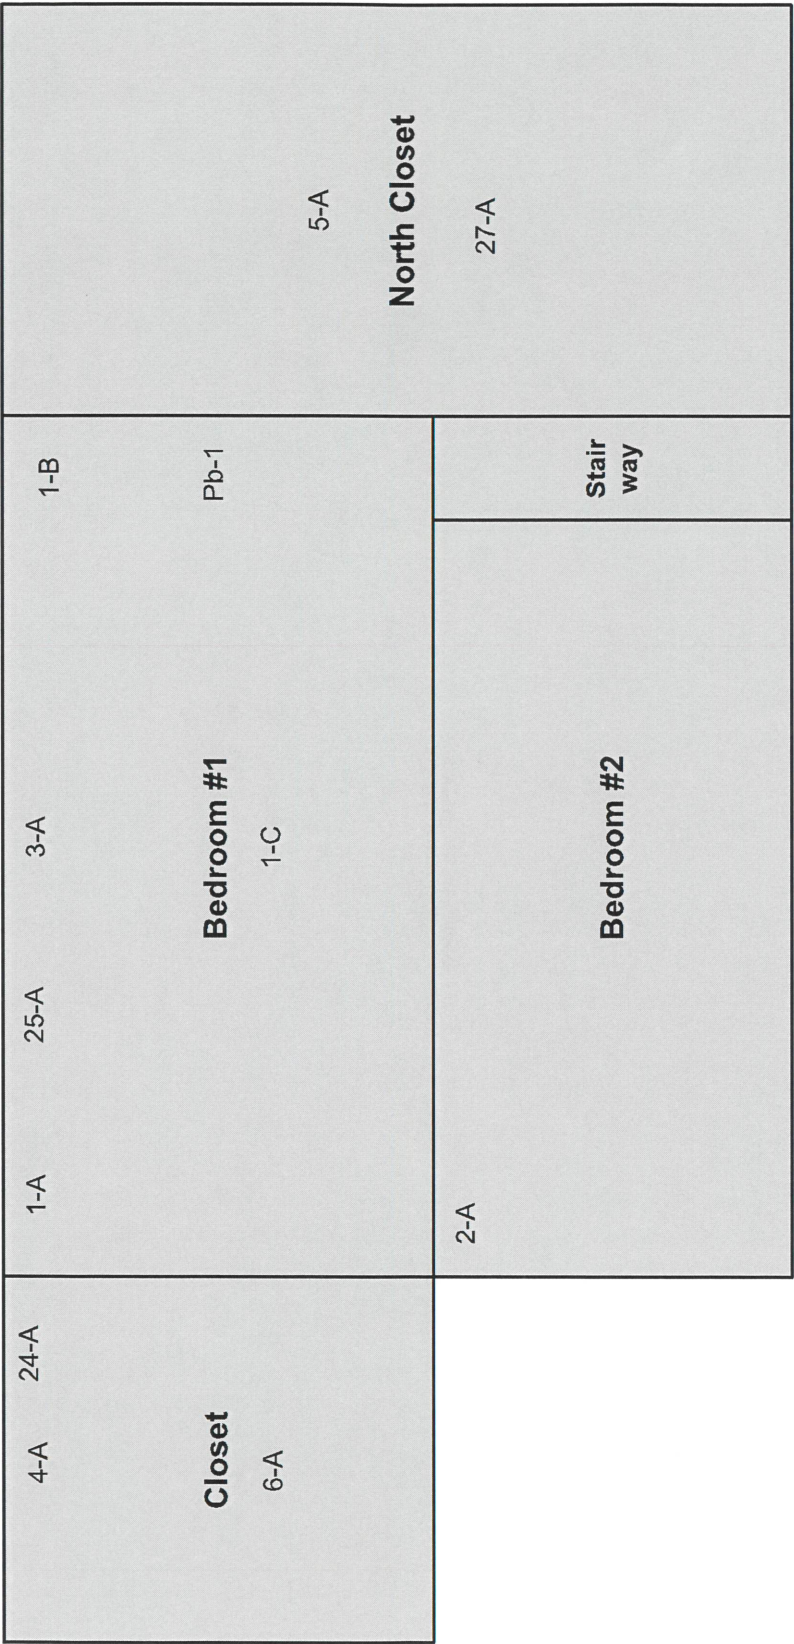 4-A
24-A
Closet
6-A
1-A
25-A
3-A
1-B
Bedroom #1
1-C
Pb-1
2-A
Bedroom #2
Stair
way
5-A
North Closet
27-A